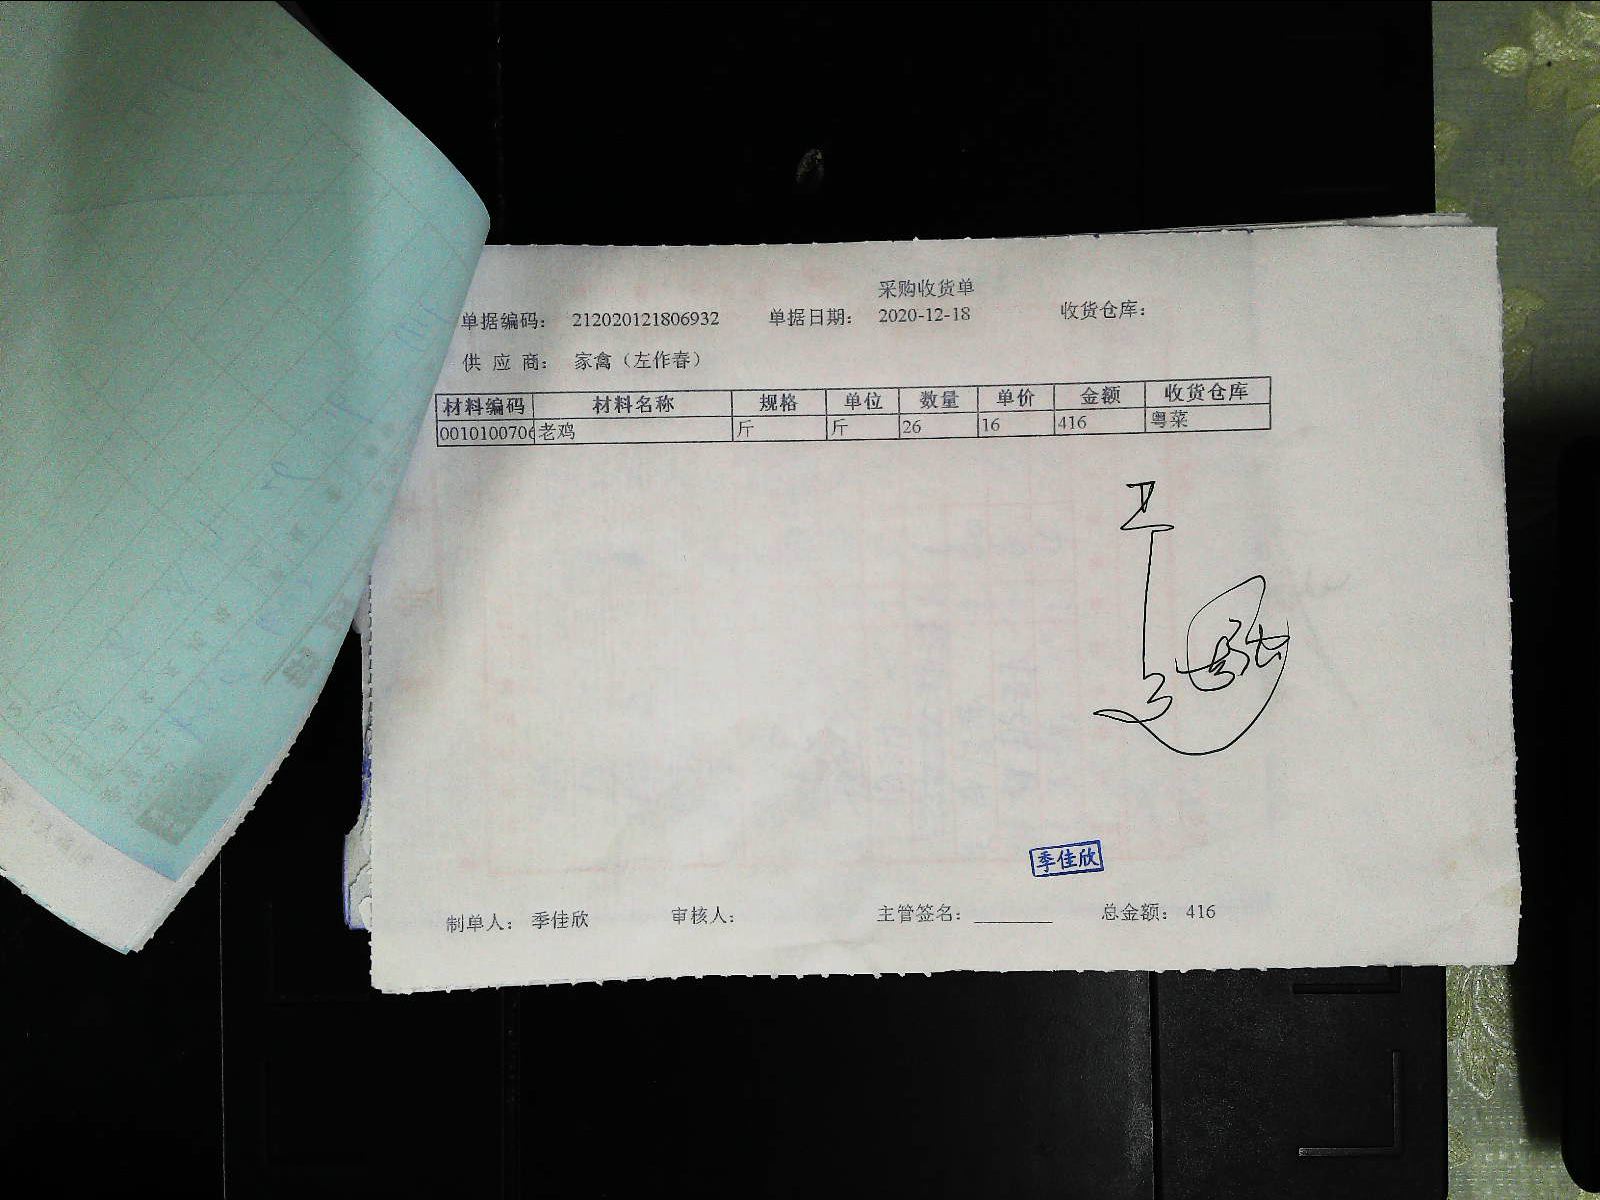 采购收货单
单据编码： 212020121806932 单据日期： 2020-12-18 收货仓库：
供 应 商： 家禽（左作春）
材料编码 材料名称 规格 单位 数量 单价 金额 收货仓库
0010100706 老鸡 斤 斤 26 16 416 粤菜
季佳欣
制单人： 季佳欣 审核人： 主管签名： ________ 总金额： 416